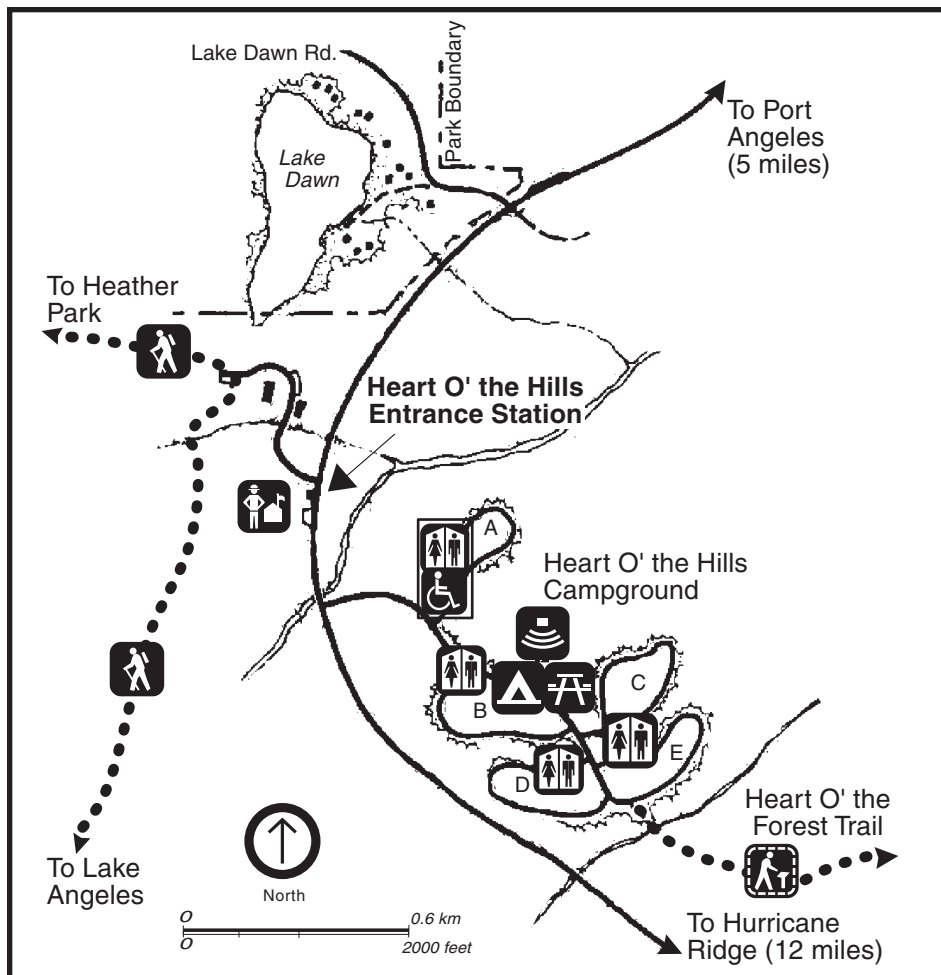 Lake Dawn Rd.
Park Boundary
To Port
Angeles
(5 miles)
Lake
Dawn
To Heather
Park
Heart O' the Hills
Entrance Station
A
Heart O' the Hills
Campground
C
B
E
D
Heart O' the
Forest Trail
To Lake
Angeles
North
0 0.6 km
0 2000 feet
To Hurricane
Ridge (12 miles)